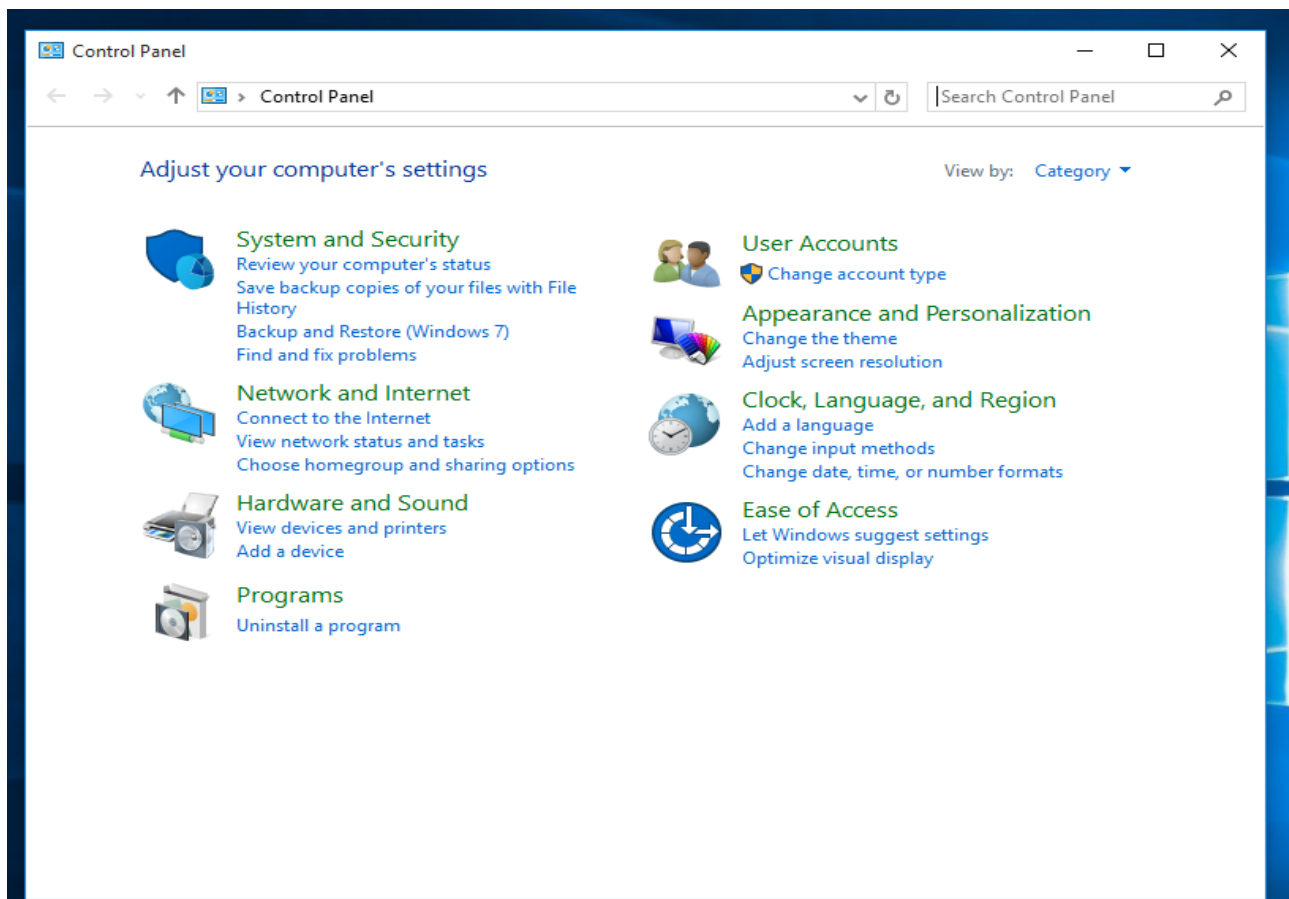 Control Panel
Control Panel
Search Control Panel
Adjust your computer's settings
View by: Category
System and Security
Review your computer's status
Save backup copies of your files with File
History
Backup and Restore (Windows 7)
Find and fix problems
Network and Internet
Connect to the Internet
View network status and tasks
Choose homegroup and sharing options
Hardware and Sound
View devices and printers
Add a device
Programs
Uninstall a program
User Accounts
Change account type
Appearance and Personalization
Change the theme
Adjust screen resolution
Clock, Language, and Region
Add a language
Change input methods
Change date, time, or number formats
Ease of Access
Let Windows suggest settings
Optimize visual display